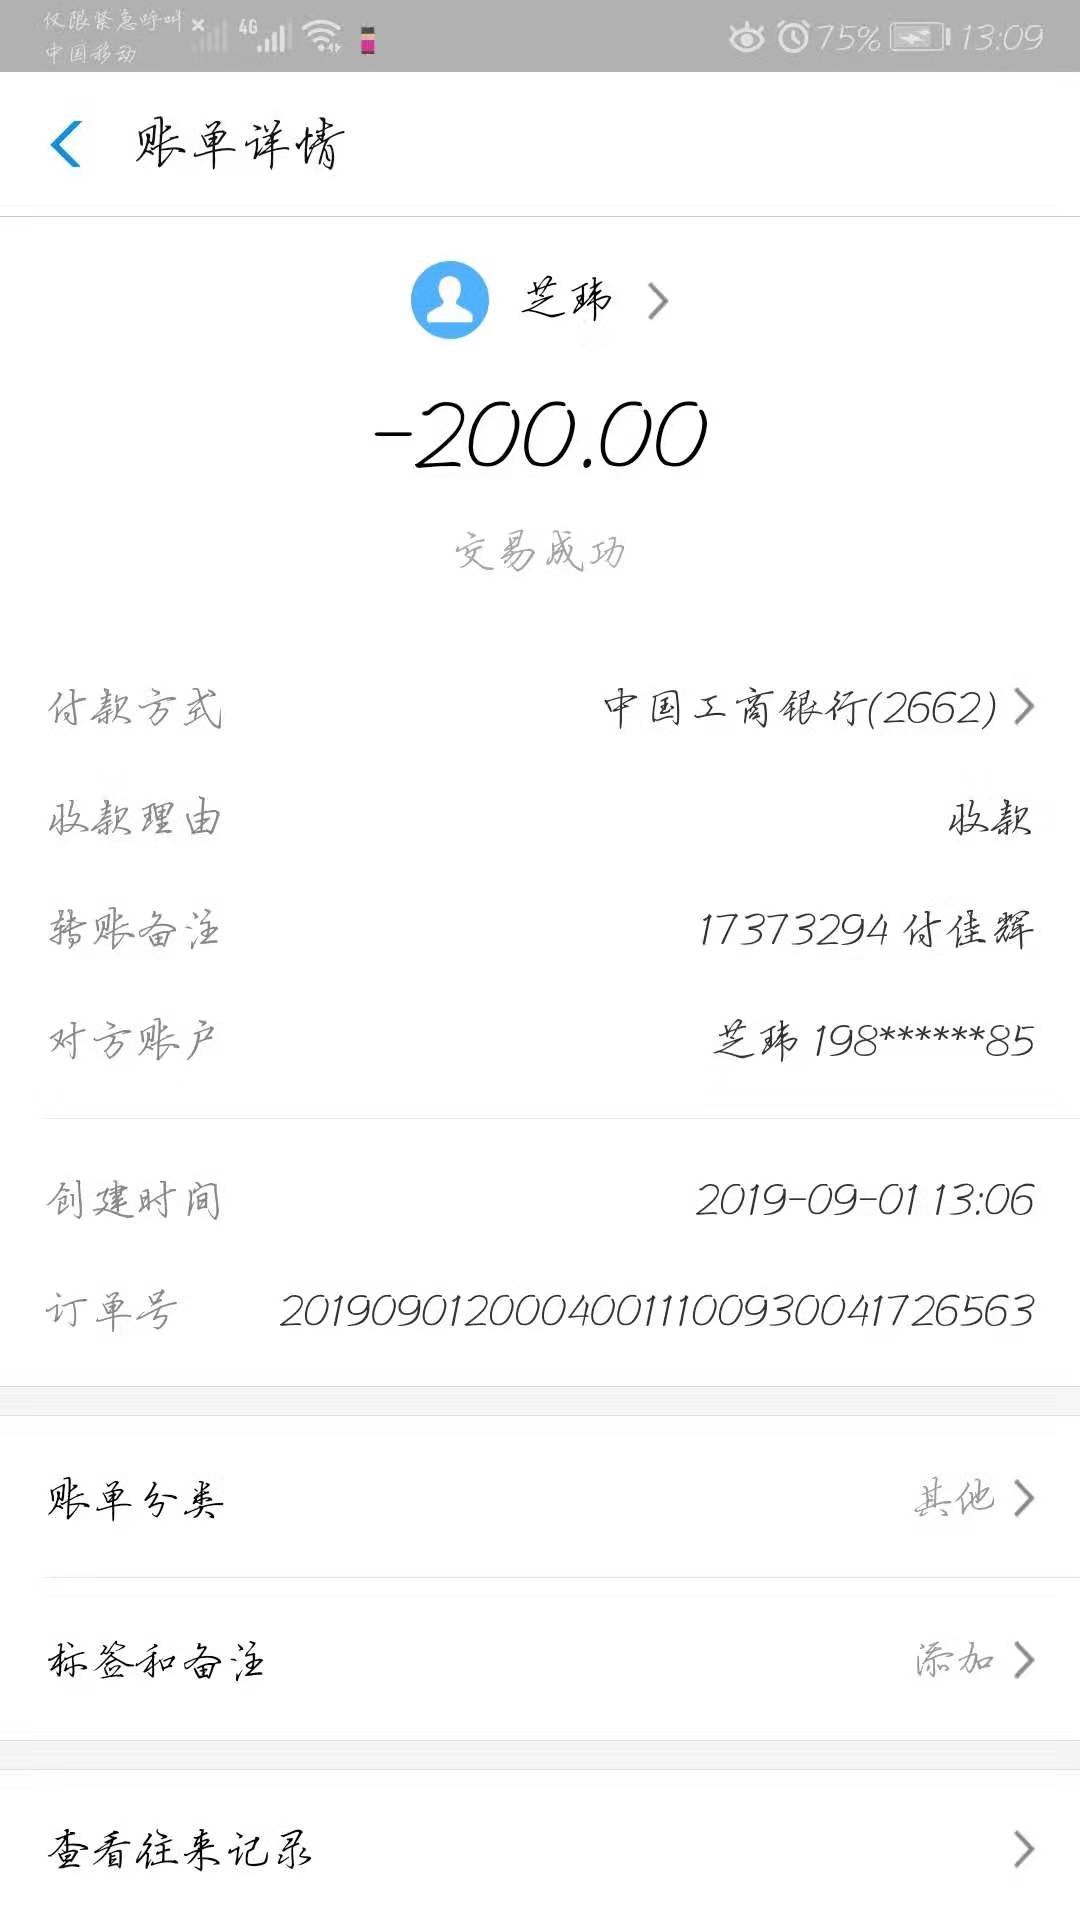 仅限紧急呼叫 4G 75% 13:09
中国移动
账单详情
芝玮
-200.00
交易成功
付款方式 中国工商银行(2662)
收款理由 收款
转账备注 17373294 付佳辉
对方账户 芝玮 198******85
创建时间 2019-09-01 13:06
订单号 20190901200040011100930041726563
账单分类 其他
标签和备注 添加
查看往来记录